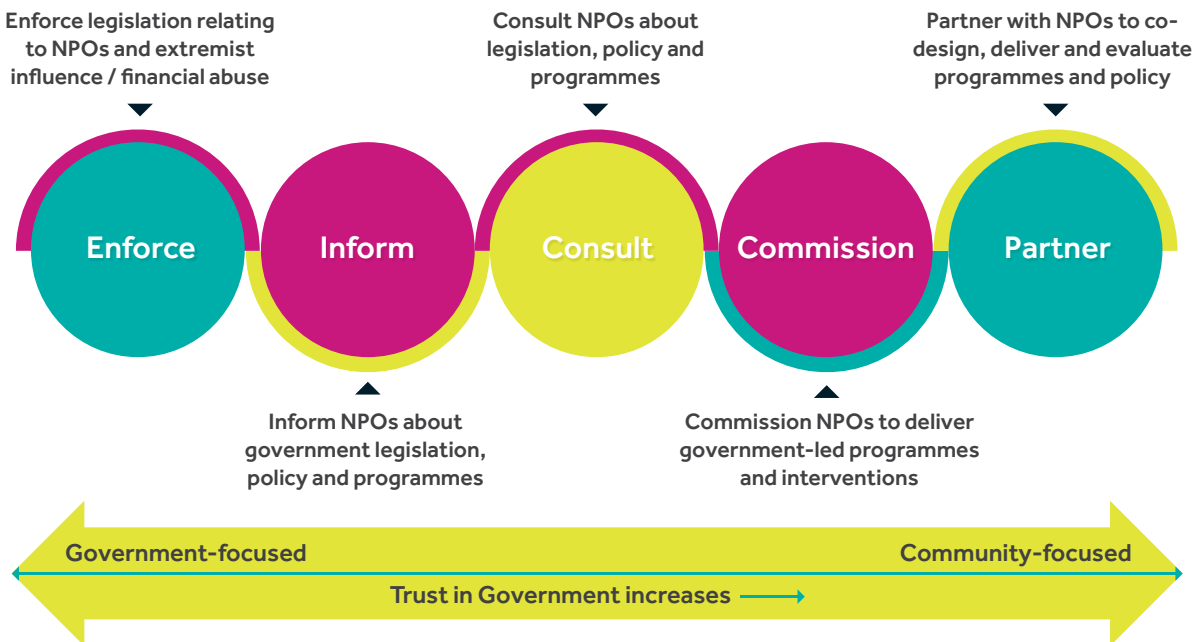 Enforce legislation relating
to NPOs and extremist
influence / financial abuse
Consult NPOs about
legislation, policy and
programmes
Partner with NPOs to co-
design, deliver and evaluate
programmes and policy
Enforce
Inform
Consult
Commission
Partner
Inform NPOs about
government legislation,
policy and programmes
Commission NPOs to deliver
government-led programmes
and interventions
Government-focused
Community-focused
Trust in Government increases